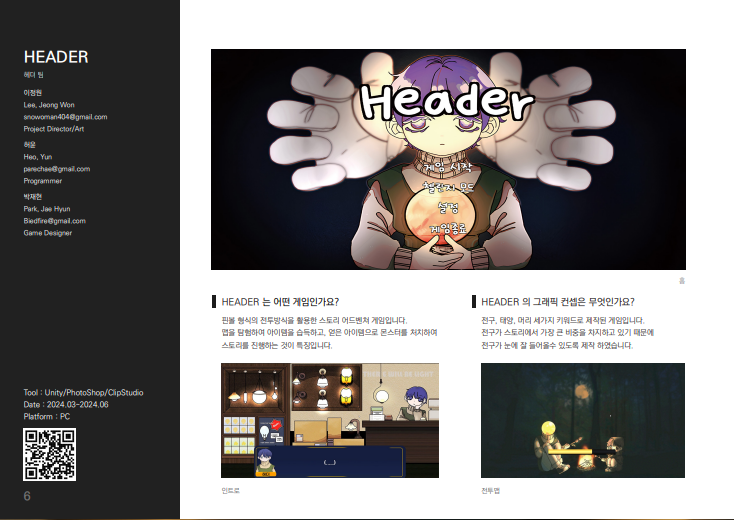 HEADER
헤더 팀
이정원
Lee, Jeong Won
snowoman404@gmail.com
Project Director/Art
허윤
Heo, Yun
parechae@gmail.com
Programmer
박재현
Park, Jae Hyun
Biedfire@gmail.com
Game Designer
Tool : Unity/PhotoShop/ClipStudio
Date : 2024.03~2024.06
Platform : PC
6
Header
게임 시작
챌린지 모드
설정
게임종료
홈
HEADER 는 어떤 게임인가요?
핀볼 형식의 전투방식을 활용한 스토리 어드벤쳐 게임입니다.
맵을 탐험하여 아이템을 습득하고, 얻은 아이템으로 몬스터를 처치하여
스토리를 진행하는 것이 특징입니다.
(...)
인트로
HEADER 의 그래픽 컨셉은 무엇인가요?
전구, 태양, 머리 세가지 키워드로 제작된 게임입니다.
전구가 스토리에서 가장 큰 비중을 차지하고 있기 때문에
전구가 눈에 잘 들어올수 있도록 제작 하였습니다.
전투맵